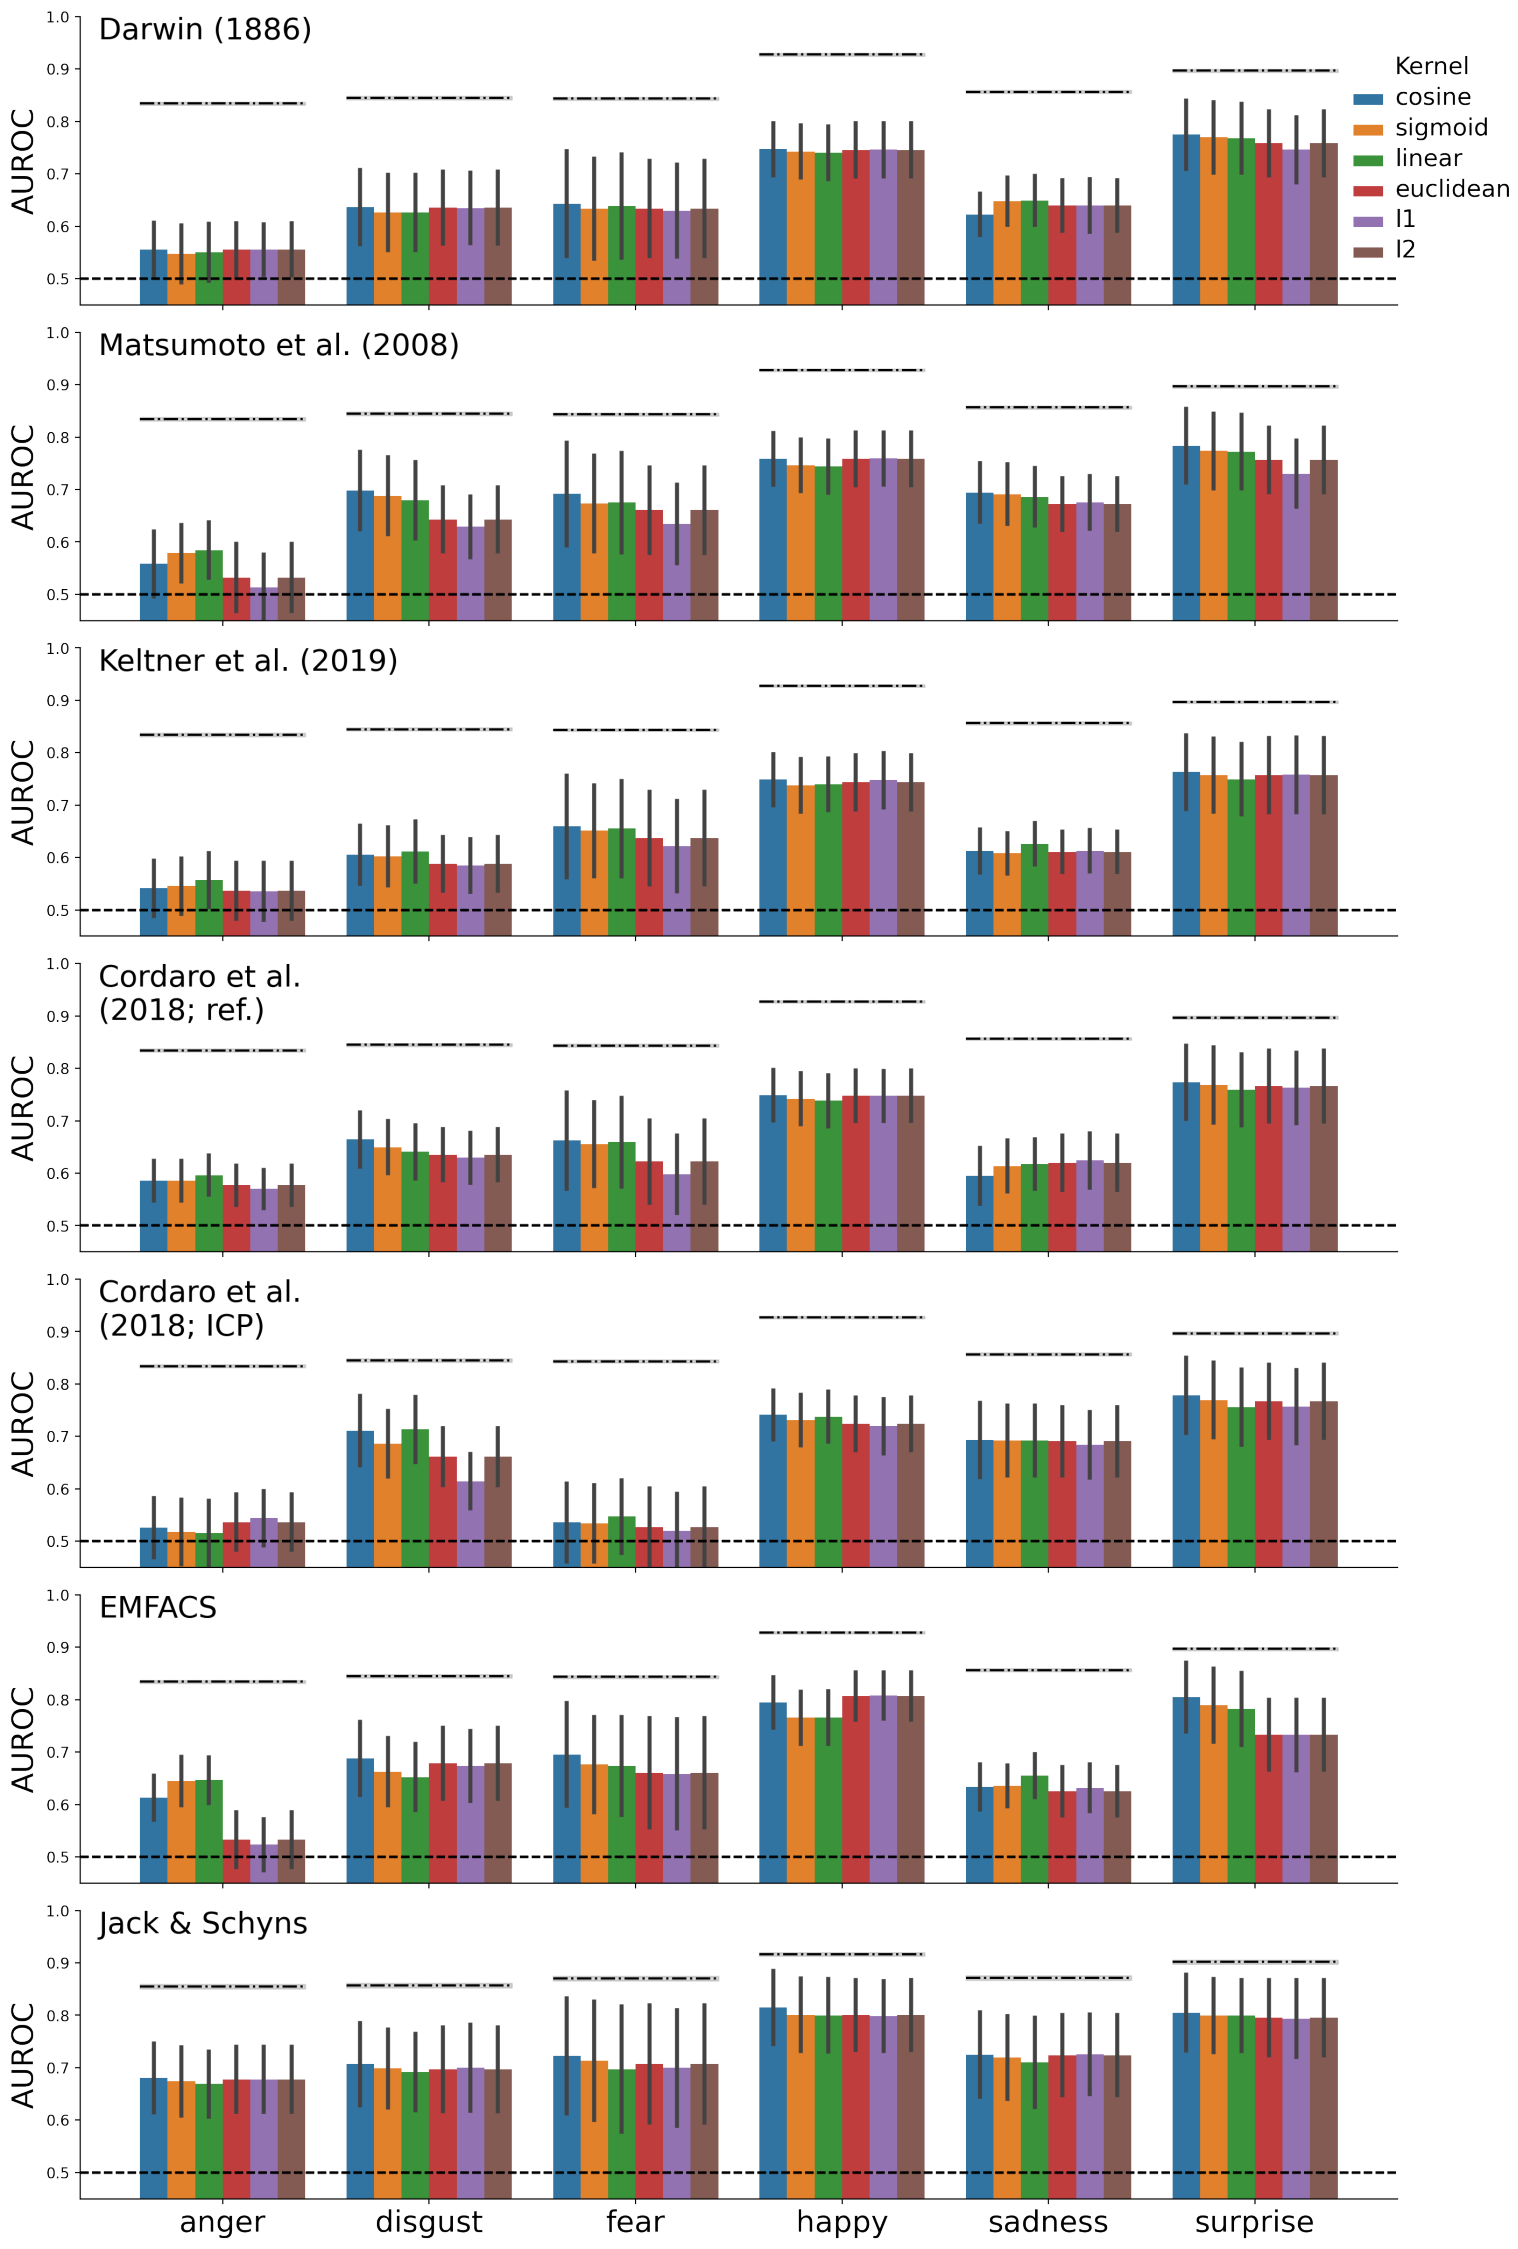 Darwin (1886)
1.0
0.9
0.8
0.7
0.6
0.5
AUROC
Kernel
cosine
sigmoid
linear
euclidean
l1
l2
Matsumoto et al. (2008)
1.0
0.9
0.8
0.7
0.6
0.5
AUROC
Keltner et al. (2019)
1.0
0.9
0.8
0.7
0.6
0.5
AUROC
Cordaro et al.
(2018; ref.)
1.0
0.9
0.8
0.7
0.6
0.5
AUROC
Cordaro et al.
(2018; ICP)
1.0
0.9
0.8
0.7
0.6
0.5
AUROC
EMFACS
1.0
0.9
0.8
0.7
0.6
0.5
AUROC
Jack & Schyns
1.0
0.9
0.8
0.7
0.6
0.5
AUROC
anger disgust fear happy sadness surprise